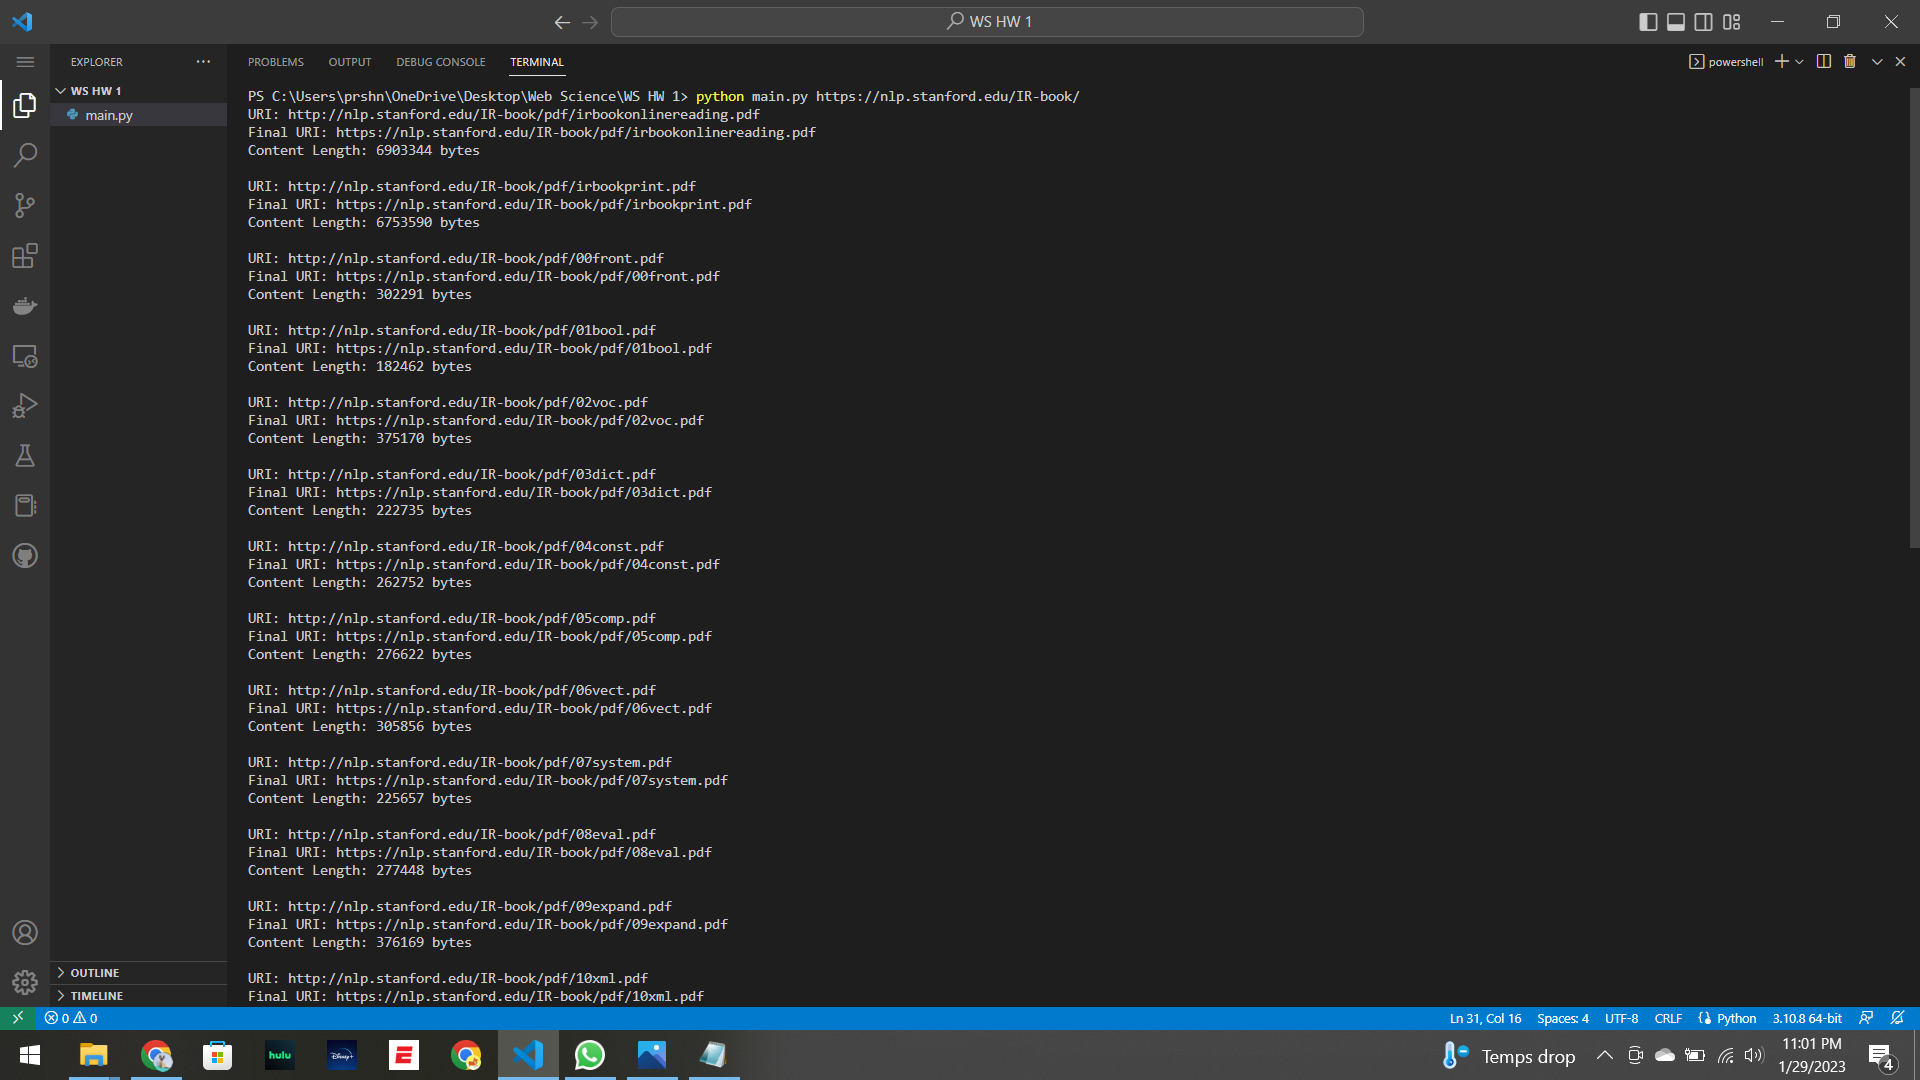 WS HW 1
EXPLORER
PROBLEMS OUTPUT DEBUG CONSOLE TERMINAL
powershell
WS HW 1
main.py
PS C:\Users\prshn\OneDrive\Desktop\Web Science\WS HW 1> python main.py https://nlp.stanford.edu/IR-book/
URI: http://nlp.stanford.edu/IR-book/pdf/irbookonlinereading.pdf
Final URI: https://nlp.stanford.edu/IR-book/pdf/irbookonlinereading.pdf
Content Length: 6903344 bytes
URI: http://nlp.stanford.edu/IR-book/pdf/irbookprint.pdf
Final URI: https://nlp.stanford.edu/IR-book/pdf/irbookprint.pdf
Content Length: 6753590 bytes
URI: http://nlp.stanford.edu/IR-book/pdf/00front.pdf
Final URI: https://nlp.stanford.edu/IR-book/pdf/00front.pdf
Content Length: 302291 bytes
URI: http://nlp.stanford.edu/IR-book/pdf/01bool.pdf
Final URI: https://nlp.stanford.edu/IR-book/pdf/01bool.pdf
Content Length: 182462 bytes
URI: http://nlp.stanford.edu/IR-book/pdf/02voc.pdf
Final URI: https://nlp.stanford.edu/IR-book/pdf/02voc.pdf
Content Length: 375170 bytes
URI: http://nlp.stanford.edu/IR-book/pdf/03dict.pdf
Final URI: https://nlp.stanford.edu/IR-book/pdf/03dict.pdf
Content Length: 222735 bytes
URI: http://nlp.stanford.edu/IR-book/pdf/04const.pdf
Final URI: https://nlp.stanford.edu/IR-book/pdf/04const.pdf
Content Length: 262752 bytes
URI: http://nlp.stanford.edu/IR-book/pdf/05comp.pdf
Final URI: https://nlp.stanford.edu/IR-book/pdf/05comp.pdf
Content Length: 276622 bytes
URI: http://nlp.stanford.edu/IR-book/pdf/06vect.pdf
Final URI: https://nlp.stanford.edu/IR-book/pdf/06vect.pdf
Content Length: 305856 bytes
URI: http://nlp.stanford.edu/IR-book/pdf/07system.pdf
Final URI: https://nlp.stanford.edu/IR-book/pdf/07system.pdf
Content Length: 225657 bytes
URI: http://nlp.stanford.edu/IR-book/pdf/08eval.pdf
Final URI: https://nlp.stanford.edu/IR-book/pdf/08eval.pdf
Content Length: 277448 bytes
URI: http://nlp.stanford.edu/IR-book/pdf/09expand.pdf
Final URI: https://nlp.stanford.edu/IR-book/pdf/09expand.pdf
Content Length: 376169 bytes
URI: http://nlp.stanford.edu/IR-book/pdf/10xml.pdf
Final URI: https://nlp.stanford.edu/IR-book/pdf/10xml.pdf
OUTLINE
TIMELINE
0 0
Ln 31, Col 16 Spaces: 4 UTF-8 CRLF Python 3.10.8 64-bit
hulu
Disney+
E
Temps drop
11:01 PM
1/29/2023
4